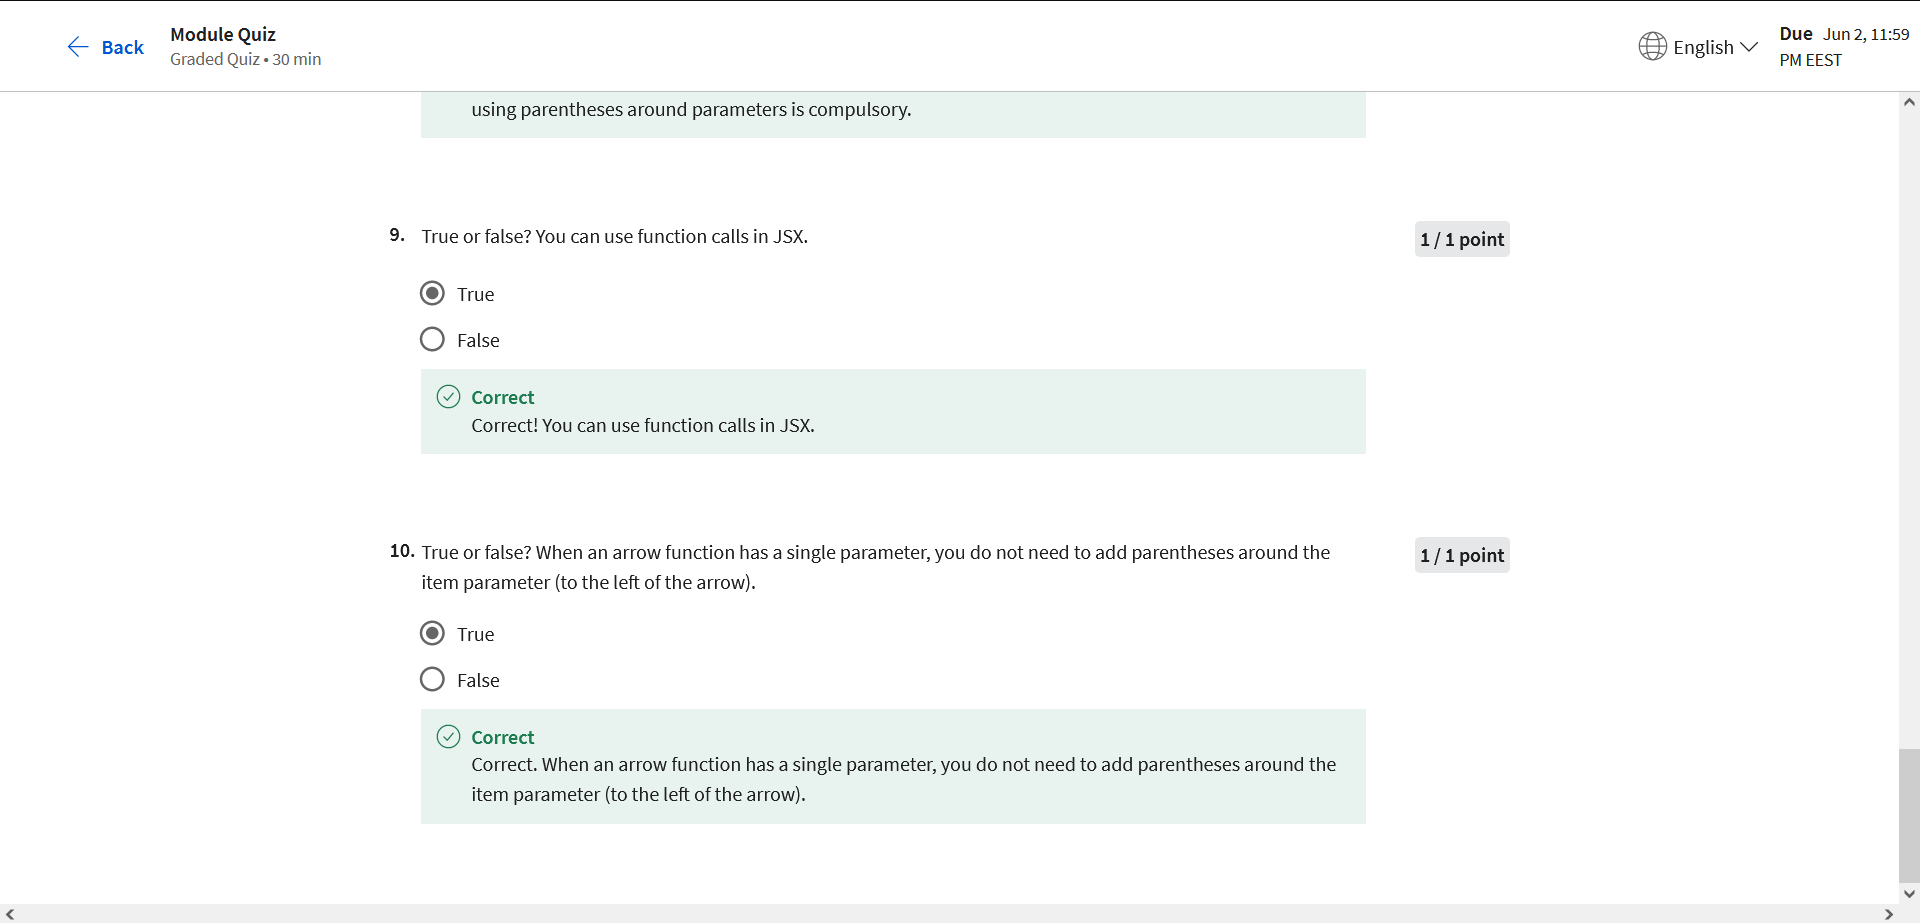 Back
Module Quiz
Graded Quiz • 30 min
English
Due Jun 2, 11:59
PM EEST
using parentheses around parameters is compulsory.
9. True or false? You can use function calls in JSX.
1 / 1 point
True
False
Correct
Correct! You can use function calls in JSX.
10. True or false? When an arrow function has a single parameter, you do not need to add parentheses around the
item parameter (to the left of the arrow).
1 / 1 point
True
False
Correct
Correct. When an arrow function has a single parameter, you do not need to add parentheses around the
item parameter (to the left of the arrow).